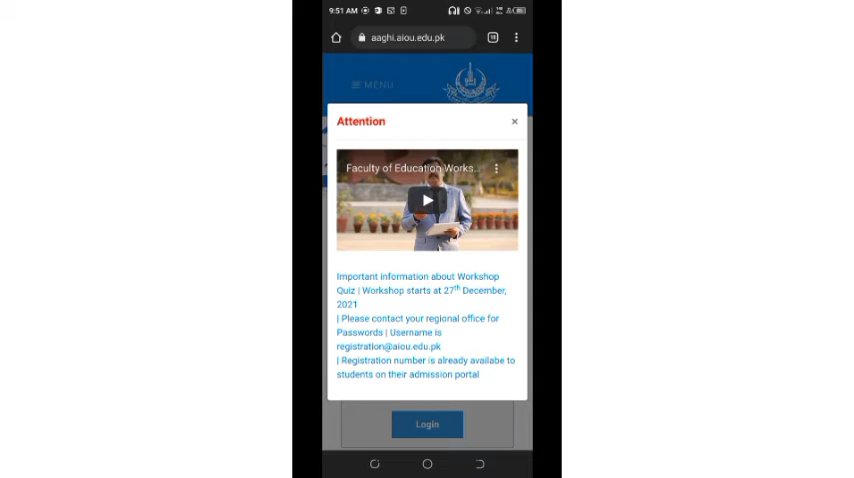 9:51 AM
aaghi.aiou.edu.pk
18
MENU
Attention
×
Faculty of Education Works...
Important information about Workshop
Quiz | Workshop starts at 27th December,
2021
| Please contact your regional office for
Passwords | Username is
registration@aiou.edu.pk
| Registration number is already availabe to
students on their admission portal
Login